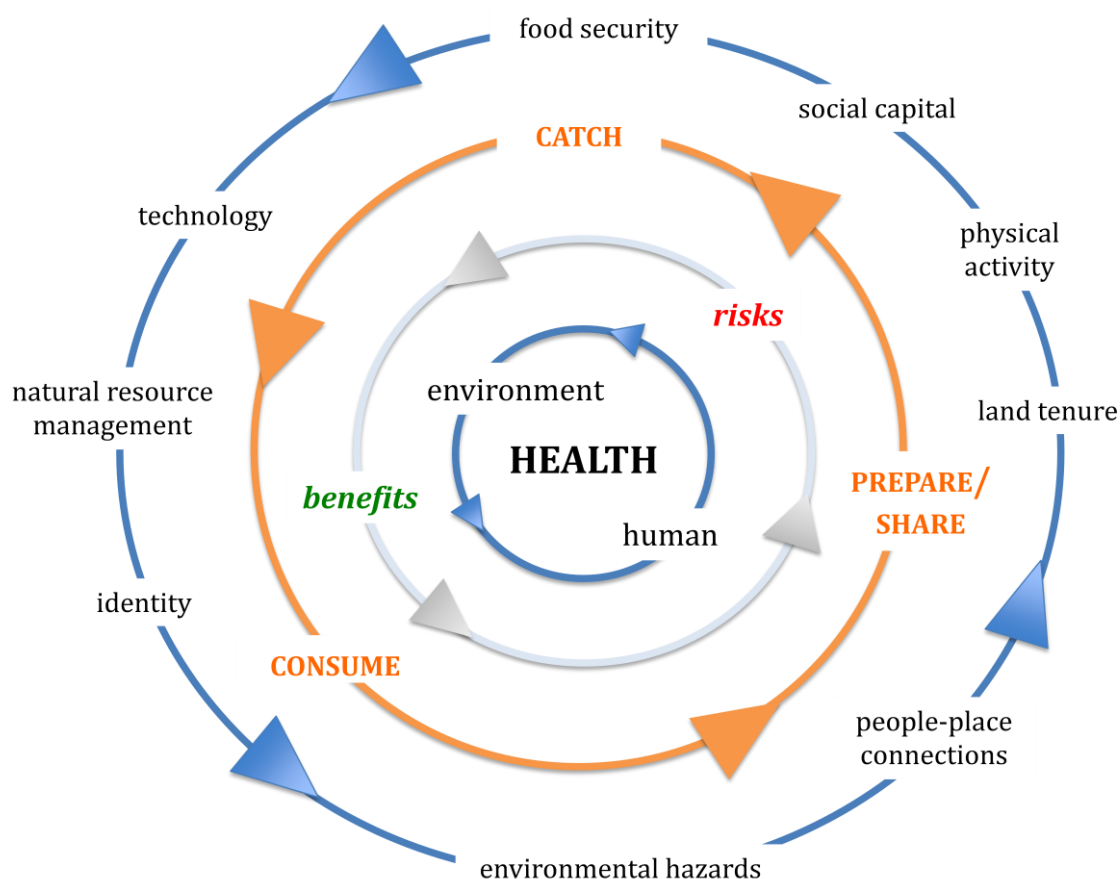 food security
social capital
CATCH
technology
physical
activity
risks
environment
natural resource
management
land tenure
HEALTH
benefits
PREPARE/
SHARE
human
identity
CONSUME
people-place
connections
environmental hazards